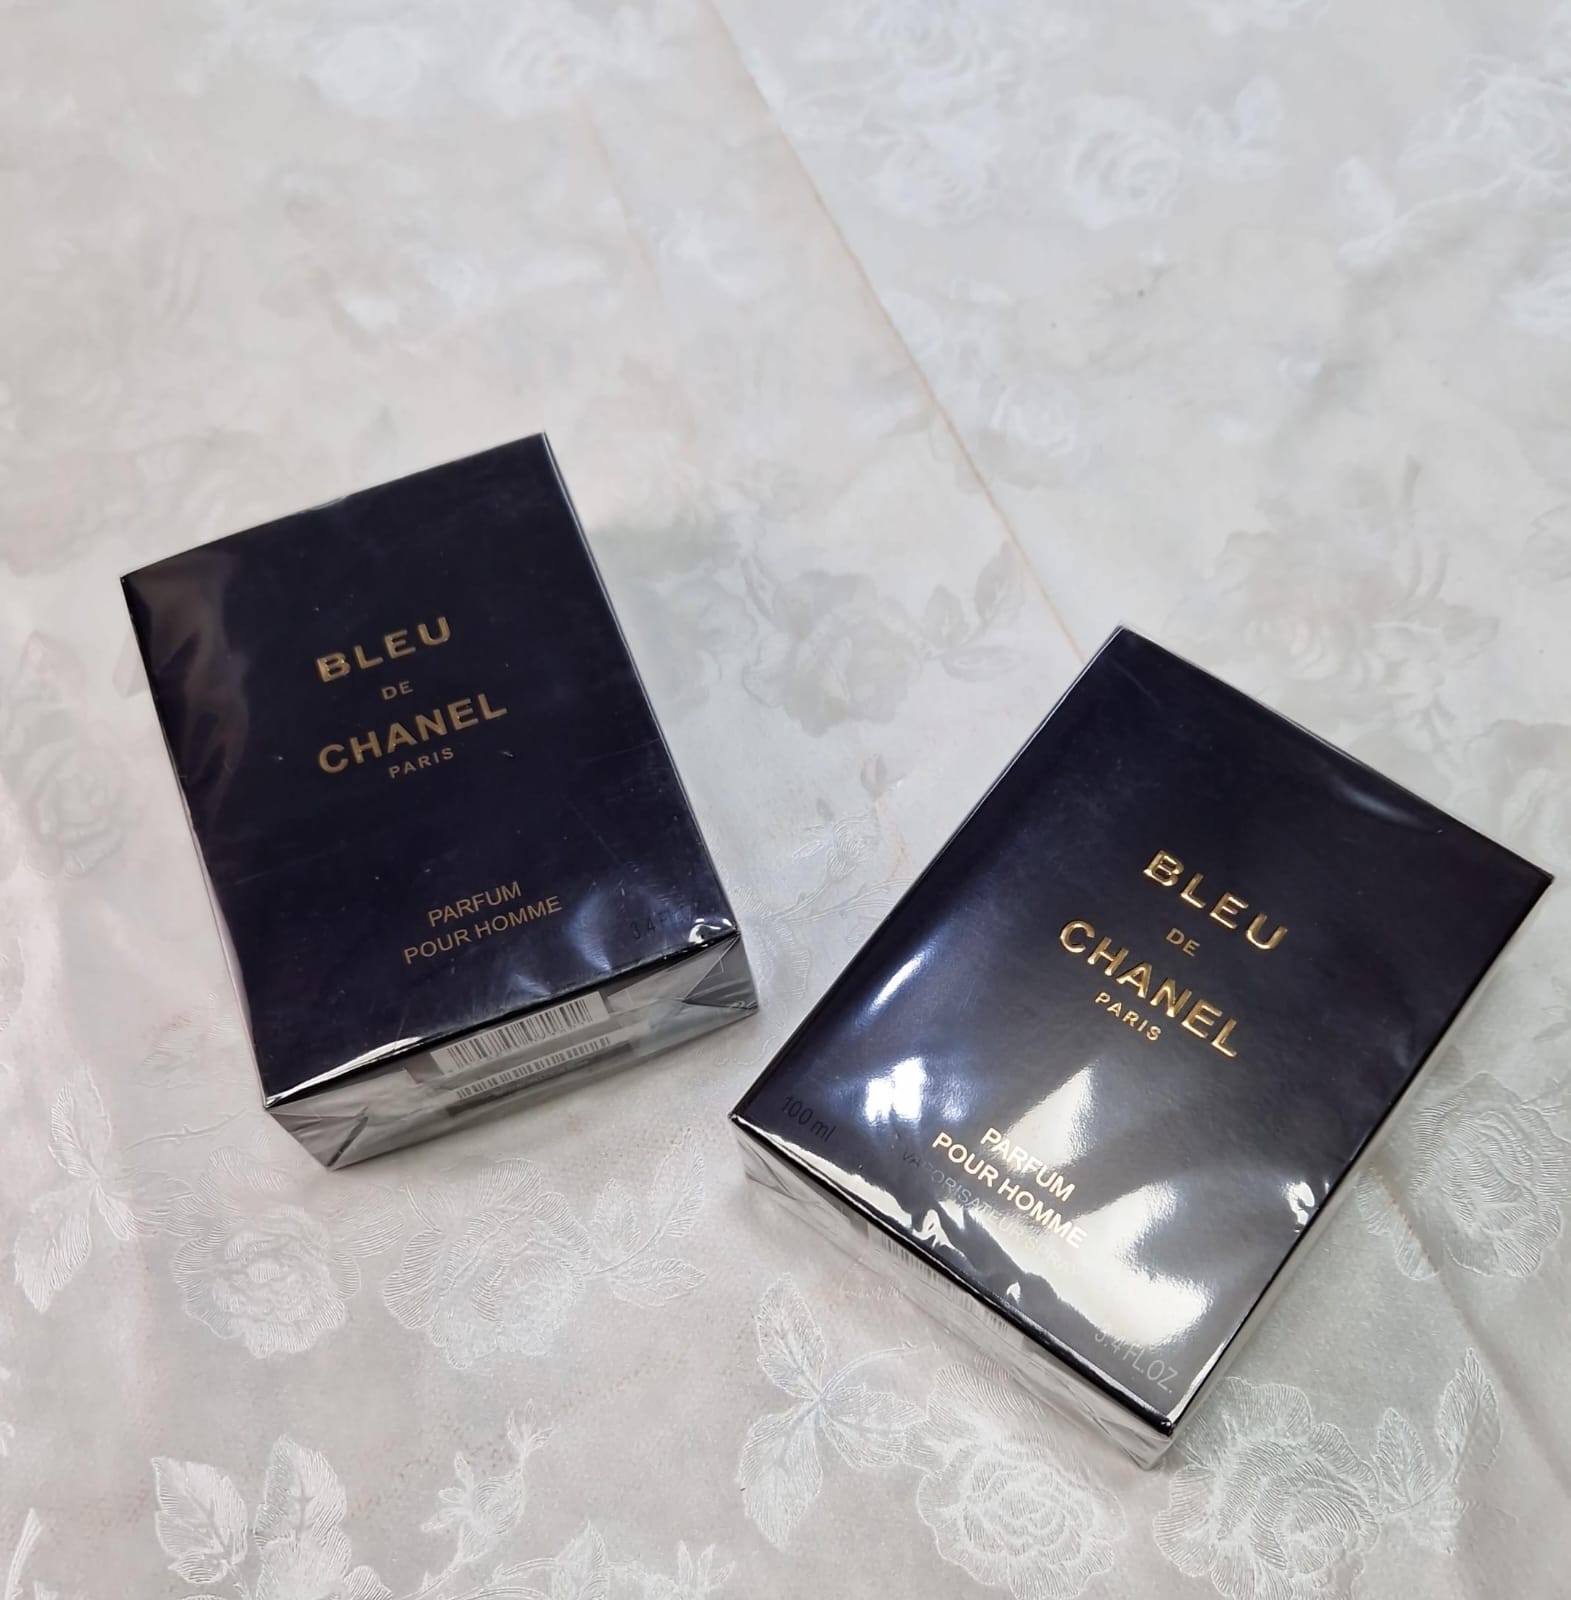 BLEU
DE
CHANEL
PARIS
PARFUM
POUR HOMME
BLEU
DE
CHANEL
PARIS
100 ml
PARFUM
POUR HOMME
VAPORISATEUR
3.4 FL.OZ.